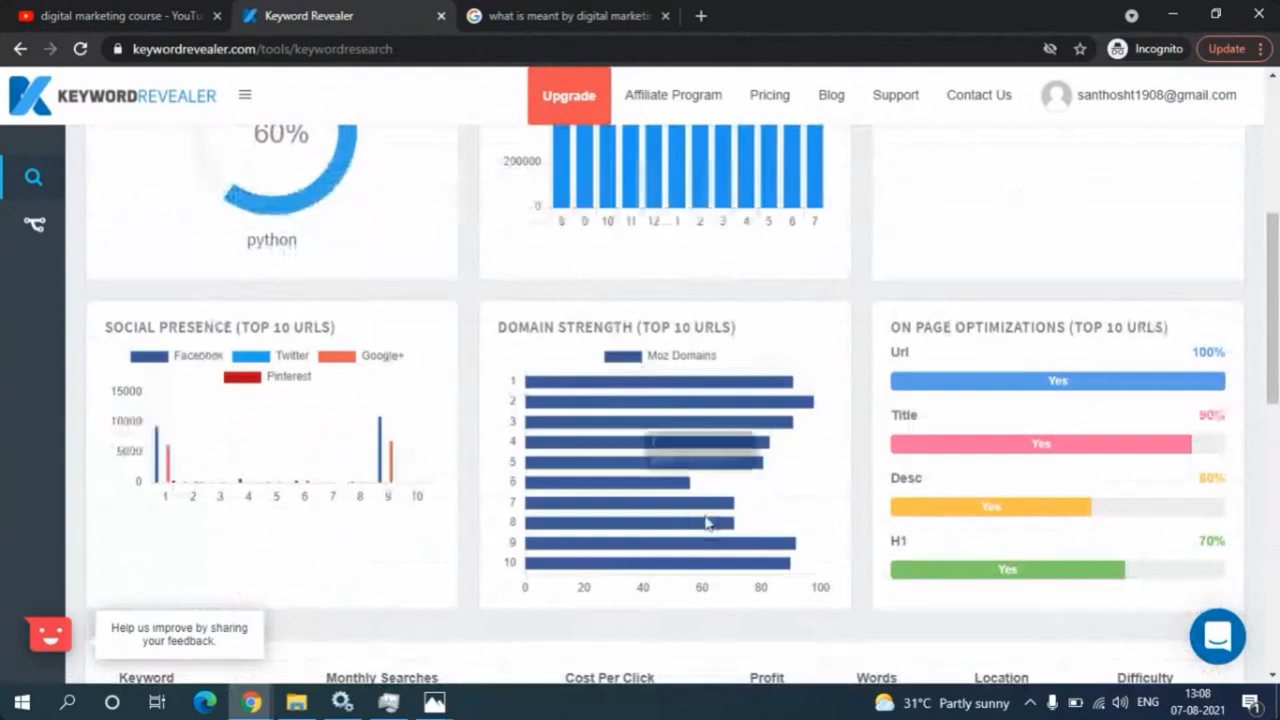 digital marketing course - YouTu
Keyword Revealer
what is meant by digital marketin
keywordrevealer.com/tools/keywordresearch
Incognito
Update
KEYWORDREVEALER
Upgrade
Affiliate Program
Pricing
Blog
Support
Contact Us
santhosht1908@gmail.com
60%
python
200000
0
8 9 10 11 12 1 2 3 4 5 6 7
SOCIAL PRESENCE (TOP 10 URLS)
Facebook Twitter Google+
Pinterest
15000
10000
5000
0
1 2 3 4 5 6 7 8 9 10
DOMAIN STRENGTH (TOP 10 URLS)
Moz Domains
1
2
3
4
5
6
7
8
9
10
0 20 40 60 80 100
ON PAGE OPTIMIZATIONS (TOP 10 URLS)
Url 100%
Yes
Title 90%
Yes
Desc 60%
Yes
H1 70%
Yes
Help us improve by sharing
your feedback.
Keyword Monthly Searches Cost Per Click Profit Words Location Difficulty
31°C Partly sunny
ENG
13:08
07-08-2021
1